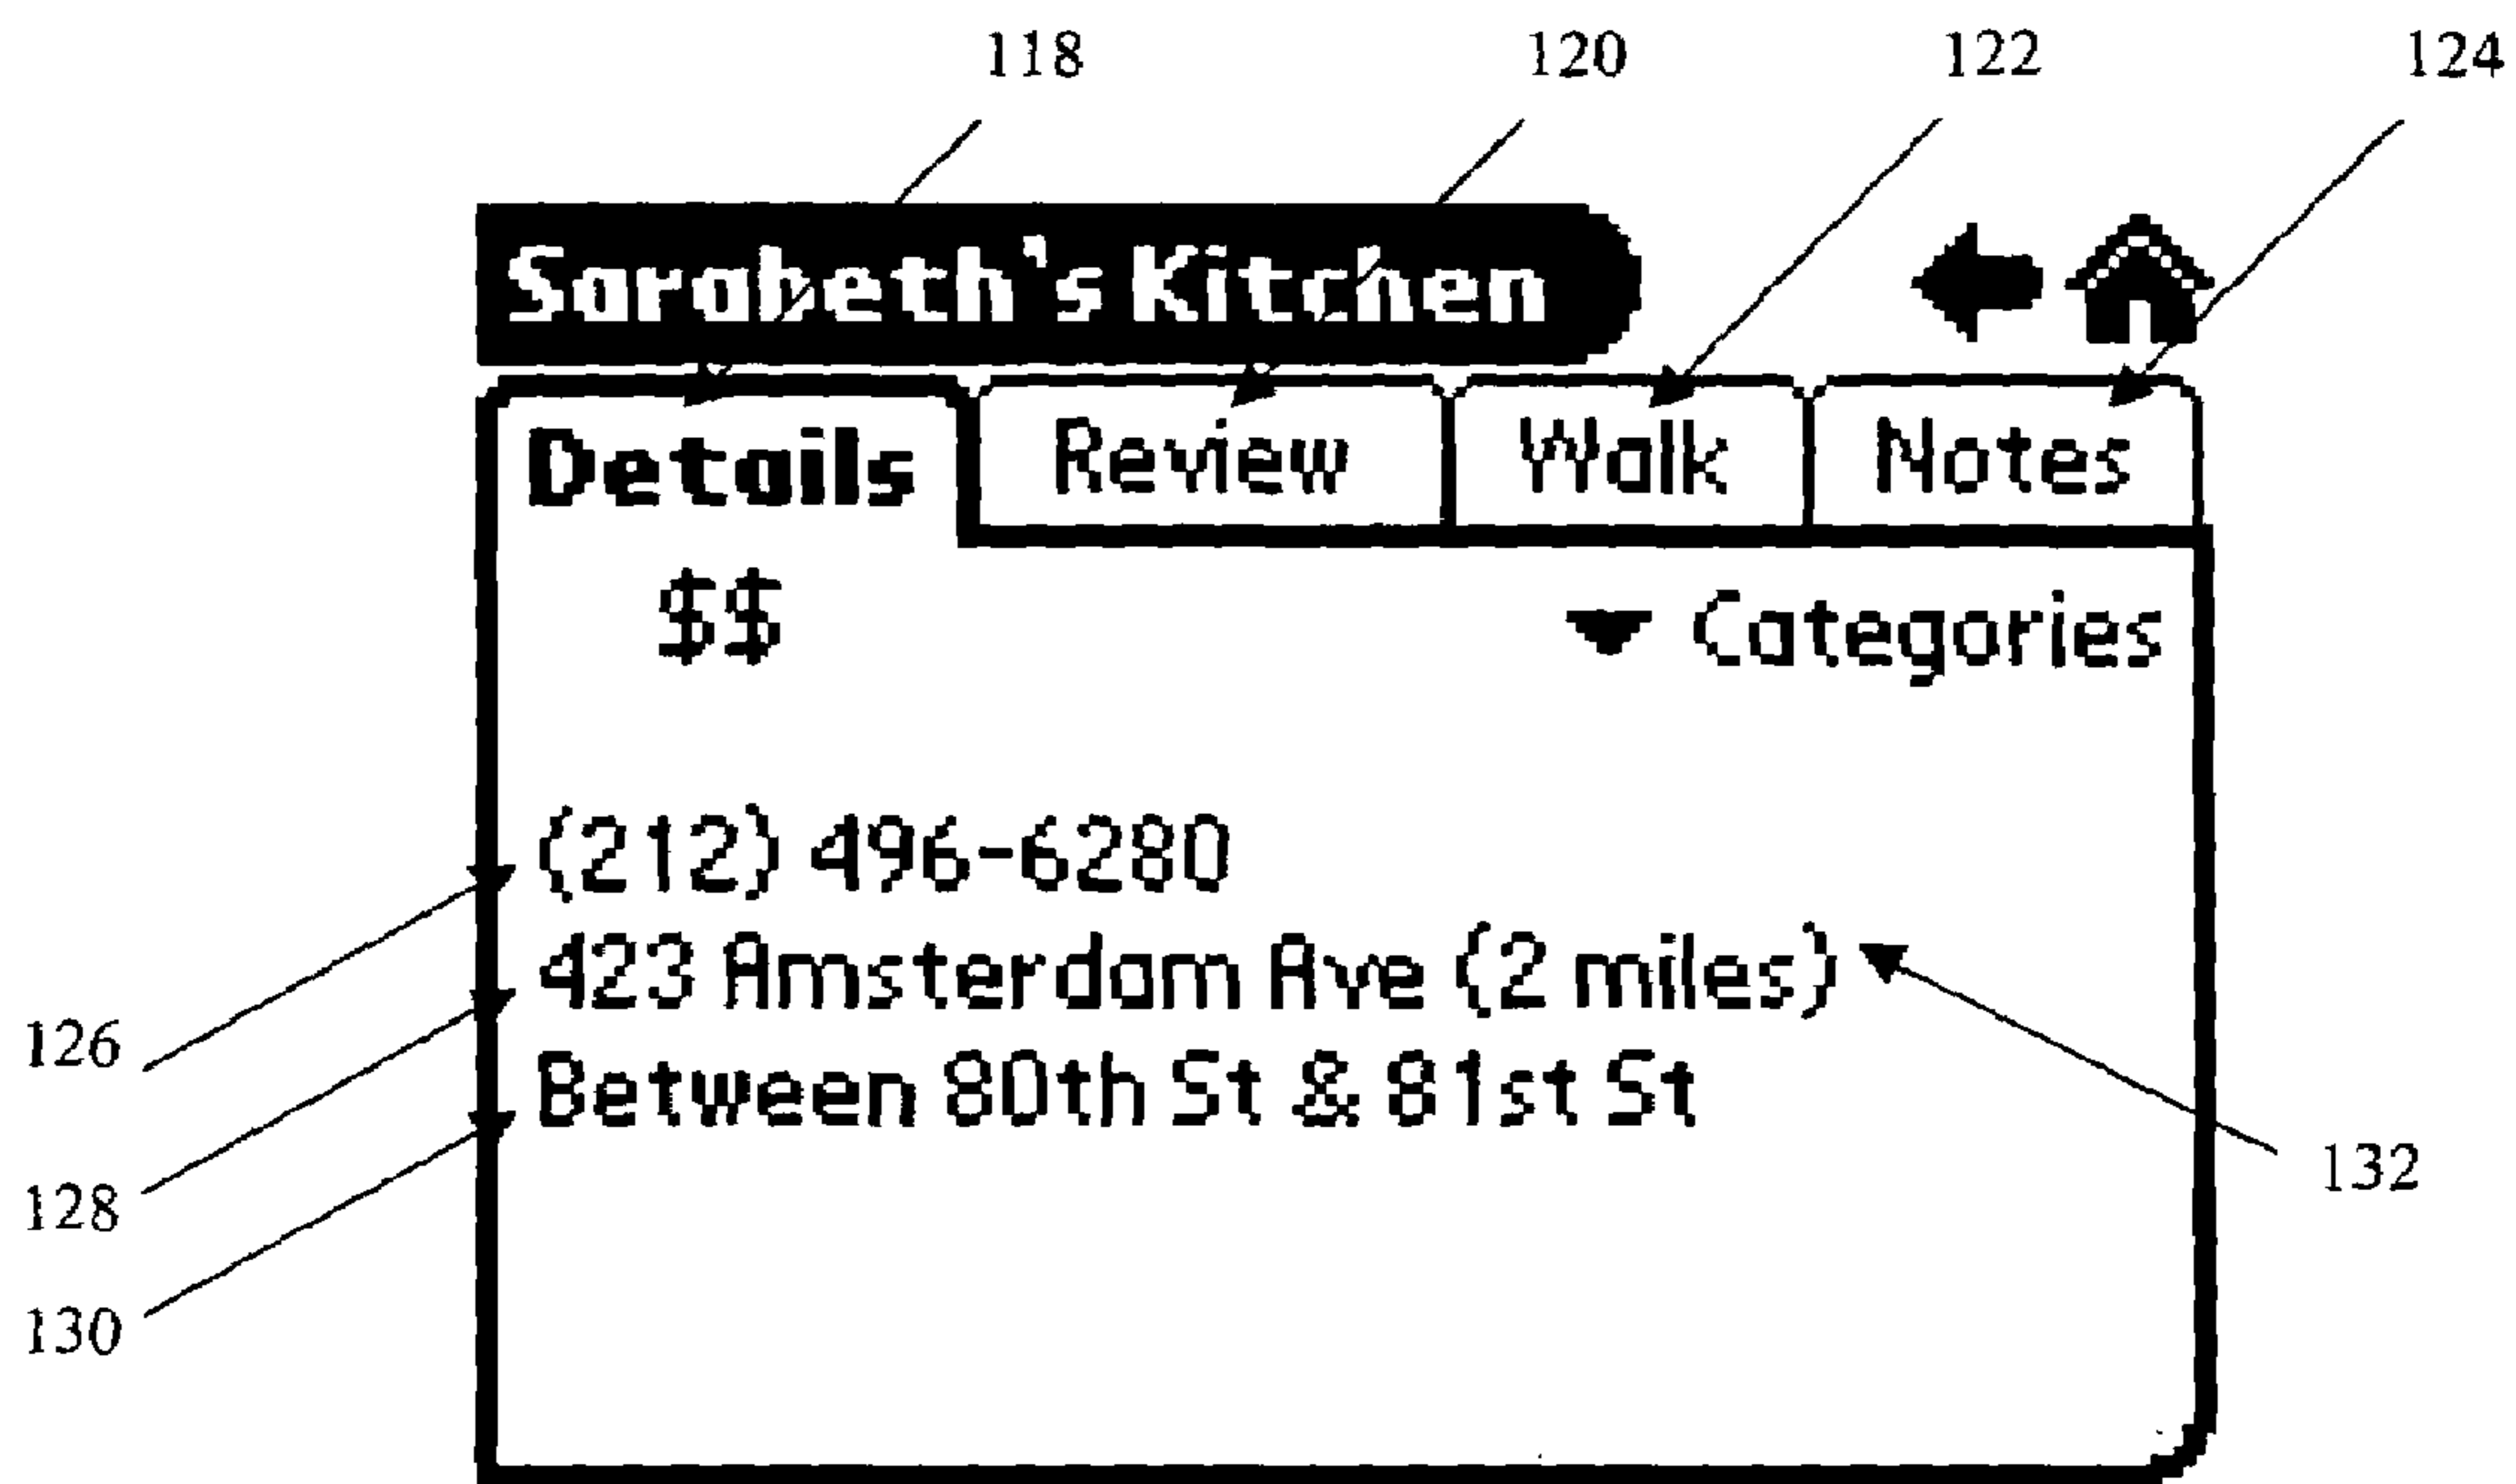 118 120 122 124
Sarabeth's Kitchen
Details Review Walk Notes
$$ Categories
(212) 496-6280
423 Amsterdam Ave (2 miles)
126
Between 80th St & 81st St
132
128
130